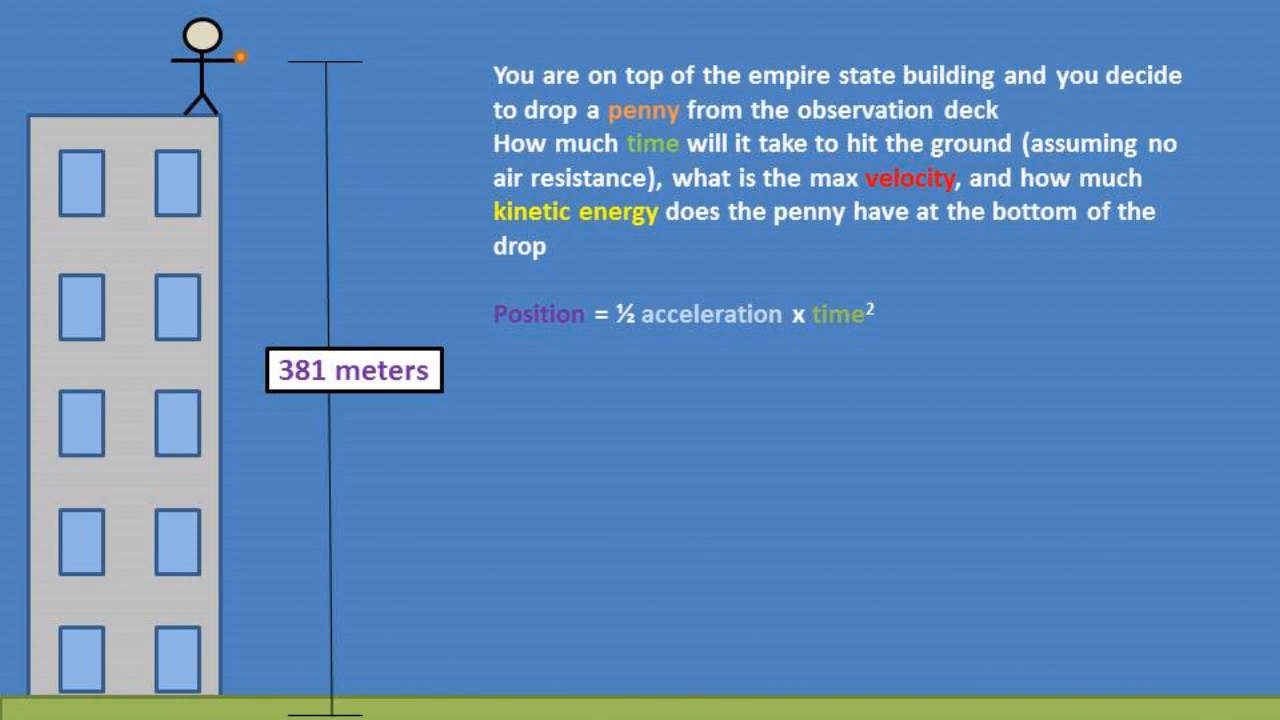 You are on top of the empire state building and you decide
to drop a penny from the observation deck
How much time will it take to hit the ground (assuming no
air resistance), what is the max velocity, and how much
kinetic energy does the penny have at the bottom of the
drop
Position = ½ acceleration x time²
381 meters